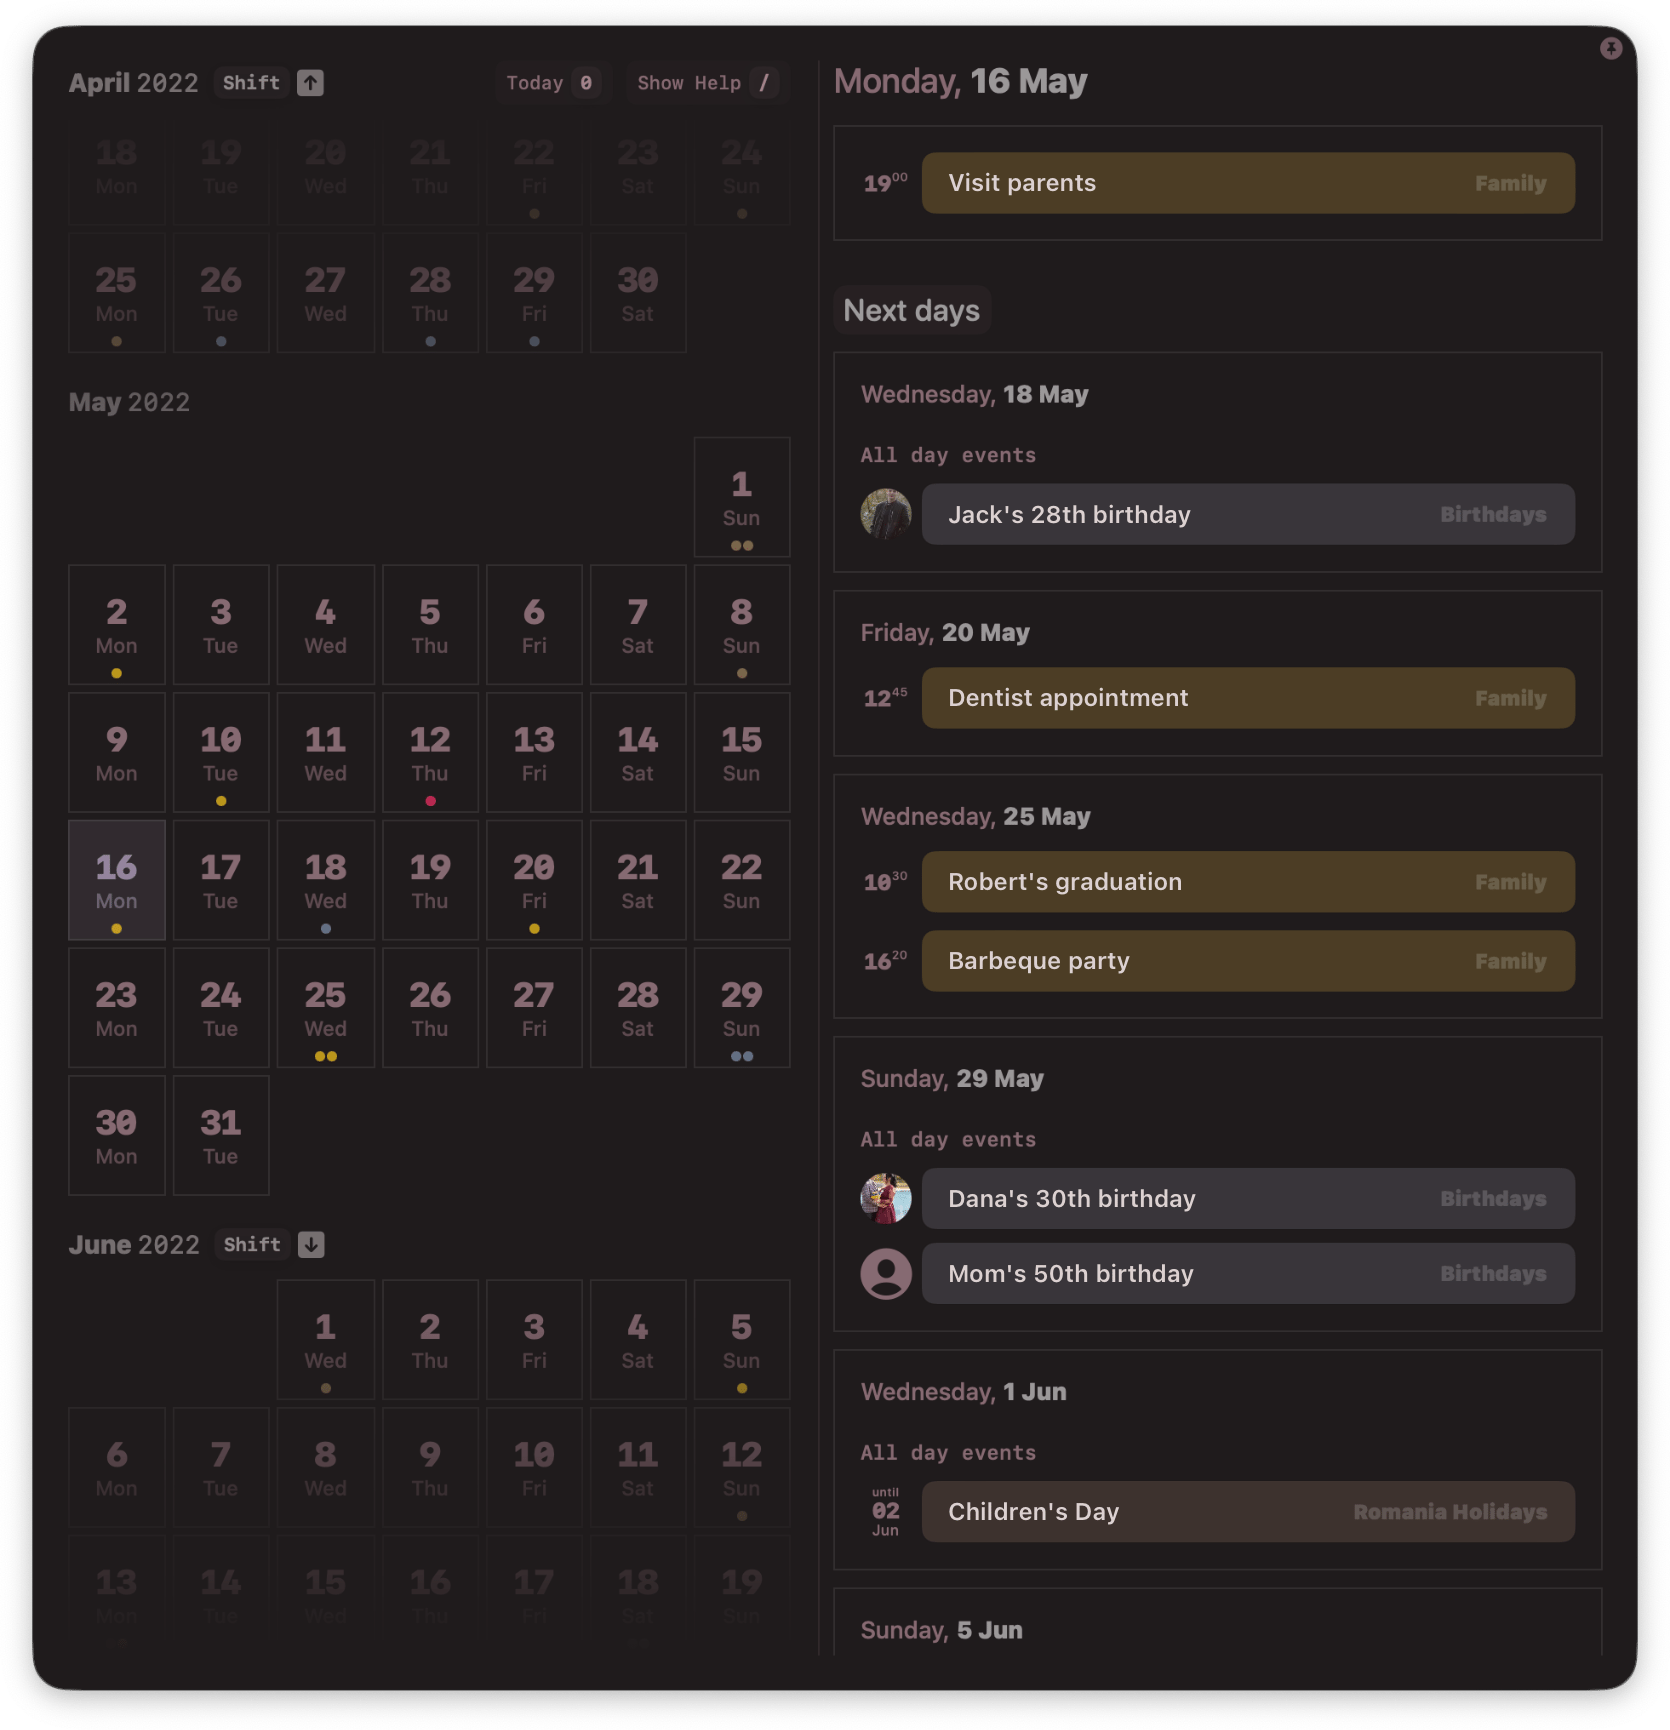 April 2022 Shift ↑ Today 0 Show Help /
18 19 20 21 22 23 24
Mon Tue Wed Thu Fri Sat Sun
25 26 27 28 29 30
Mon Tue Wed Thu Fri Sat
May 2022
1
Sun
2 3 4 5 6 7 8
Mon Tue Wed Thu Fri Sat Sun
9 10 11 12 13 14 15
Mon Tue Wed Thu Fri Sat Sun
16 17 18 19 20 21 22
Mon Tue Wed Thu Fri Sat Sun
23 24 25 26 27 28 29
Mon Tue Wed Thu Fri Sat Sun
30 31
Mon Tue
June 2022 Shift ↓
1 2 3 4 5
Wed Thu Fri Sat Sun
6 7 8 9 10 11 12
Mon Tue Wed Thu Fri Sat Sun
13 14 15 16 17 18 19
Mon Tue Wed Thu Fri Sat Sun
Monday, 16 May
19 00 Visit parents Family
Next days
Wednesday, 18 May
All day events
Jack's 28th birthday Birthdays
Friday, 20 May
12 45 Dentist appointment Family
Wednesday, 25 May
10 30 Robert's graduation Family
16 20 Barbeque party Family
Sunday, 29 May
All day events
Dana's 30th birthday Birthdays
Mom's 50th birthday Birthdays
Wednesday, 1 Jun
All day events
until
02
Jun
Children's Day Romania Holidays
Sunday, 5 Jun